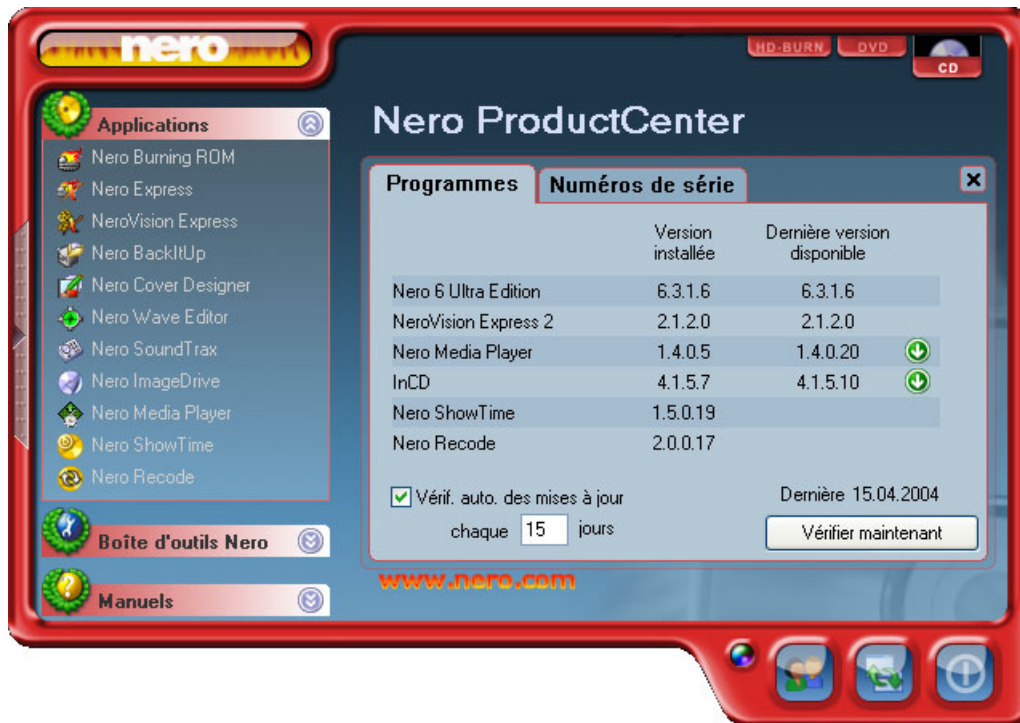 nero
HD-BURN DVD CD
Applications
Nero Burning ROM
Nero Express
NeroVision Express
Nero BackItUp
Nero Cover Designer
Nero Wave Editor
Nero SoundTrax
Nero ImageDrive
Nero Media Player
Nero ShowTime
Nero Recode
Boîte d'outils Nero
Manuels
Nero ProductCenter
Programmes Numéros de série
Version installée Dernière version disponible
Nero 6 Ultra Edition 6.3.1.6 6.3.1.6
NeroVision Express 2 2.1.2.0 2.1.2.0
Nero Media Player 1.4.0.5 1.4.0.20
InCD 4.1.5.7 4.1.5.10
Nero ShowTime 1.5.0.19
Nero Recode 2.0.0.17
Vérif. auto. des mises à jour Dernière 15.04.2004
chaque 15 jours Vérifier maintenant
www.nero.com